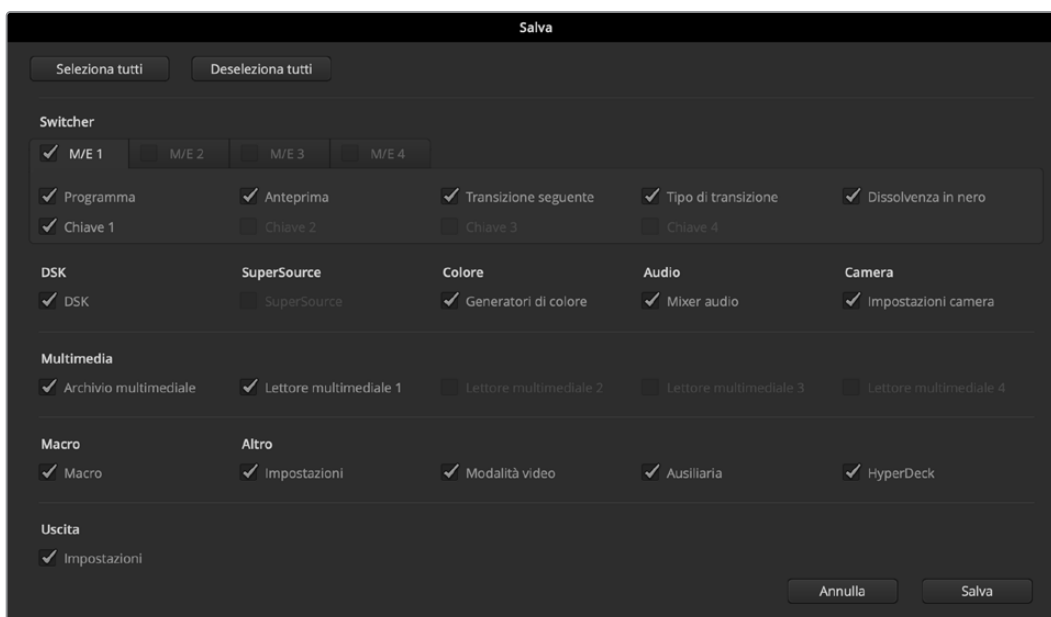 Salva
Seleziona tutti Deseleziona tutti
Switcher
M/E 1 M/E 2 M/E 3 M/E 4
Programma Anteprima Transizione seguente Tipo di transizione Dissolvenza in nero
Chiave 1 Chiave 2 Chiave 3 Chiave 4
DSK SuperSource Colore Audio Camera
DSK SuperSource Generatori di colore Mixer audio Impostazioni camera
Multimedia
Archivio multimediale Lettore multimediale 1 Lettore multimediale 2 Lettore multimediale 3 Lettore multimediale 4
Macro Altro
Macro Impostazioni Modalità video Ausiliaria HyperDeck
Uscita
Impostazioni
Annulla Salva